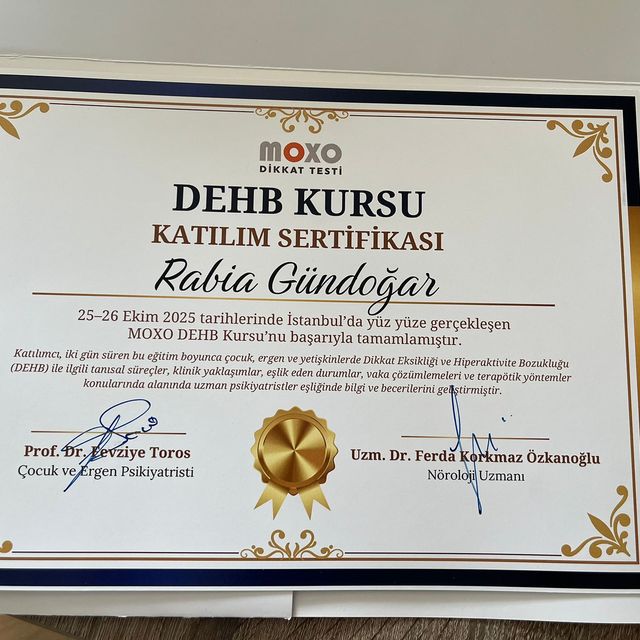 MOXO
DİKKAT TESTİ
DEHB KURSU
KATILIM SERTİFİKASI
Rabia Gündoğar
25–26 Ekim 2025 tarihlerinde İstanbul'da yüz yüze gerçekleşen
MOXO DEHB Kursu'nu başarıyla tamamlamıştır.
Katılımcı, iki gün süren bu eğitim boyunca çocuk, ergen ve yetişkinlerde Dikkat Eksikliği ve Hiperaktivite Bozukluğu
(DEHB) ile ilgili tanısal süreçler, klinik yaklaşımlar, eşlik eden durumlar, vaka çözümlemeleri ve terapötik yöntemler
konularında alanında uzman psikiyatristler eşliğinde bilgi ve becerilerini geliştirmiştir.
Prof. Dr. Fevziye Toros
Çocuk ve Ergen Psikiyatristi
Uzm. Dr. Ferda Korkmaz Özkanoğlu
Nöroloji Uzmanı